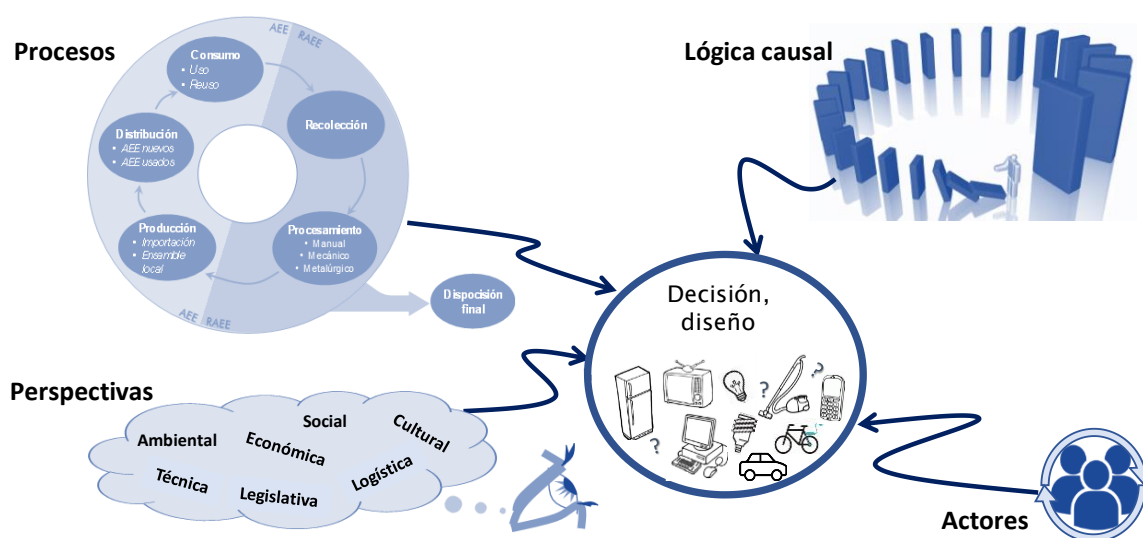 Procesos
AEE RAEE
Consumo
• Uso
• Reuso
Recolección
Distribución
• AEE nuevos
• AEE usados
Producción
• Importación
• Ensamble
local
Procesamiento
• Manual
• Mecánico
• Metalúrgico
AEE RAEE
Disposición
final
Lógica causal
Decisión,
diseño
?
?
?
Perspectivas
Ambiental
Económica
Social
Cultural
Técnica
Legislativa
Logística
Actores